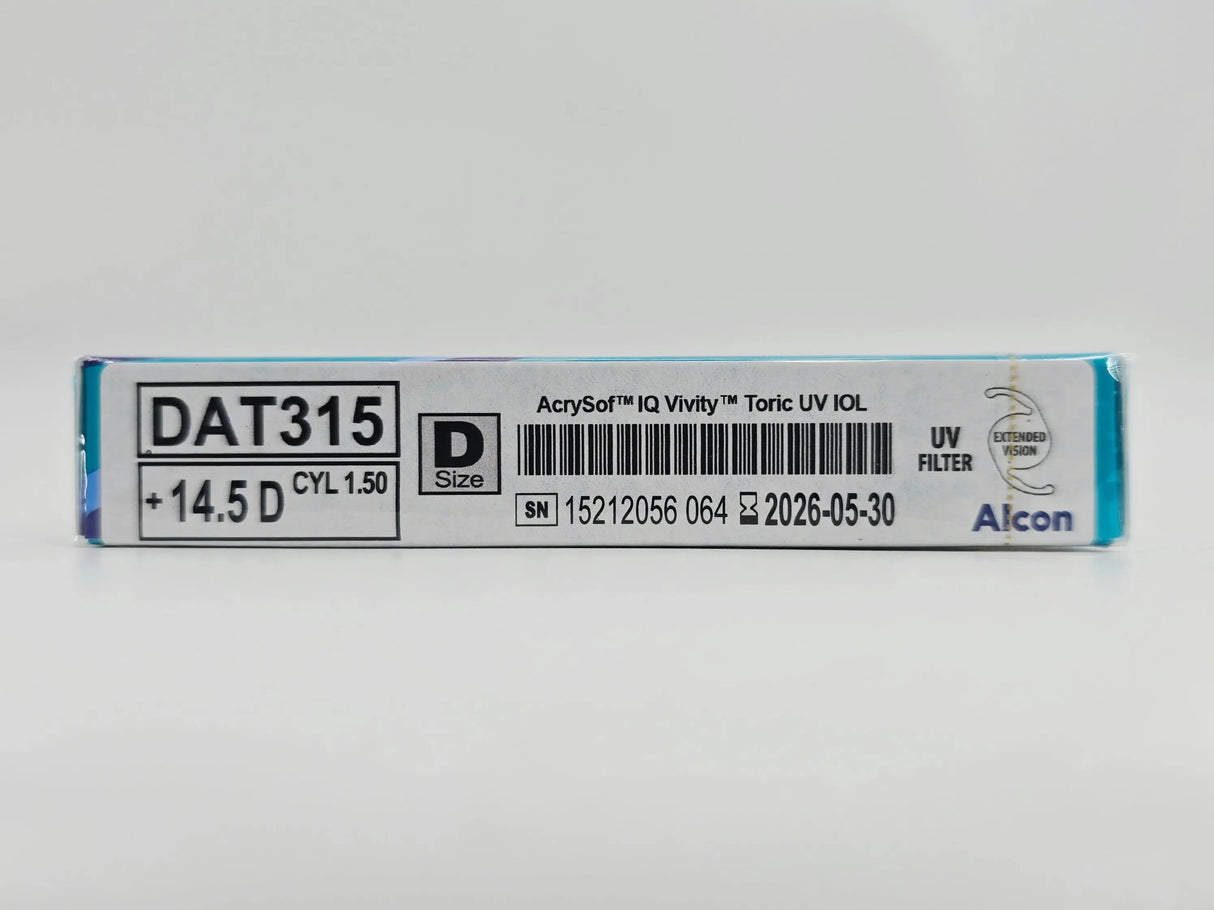 DAT315
+ 14.5 D CYL 1.50
D
Size
AcrySof™ IQ Vivity™ Toric UV IOL
SN 15212056 064 2026-05-30
UV
FILTER
EXTENDED
VISION
Alcon